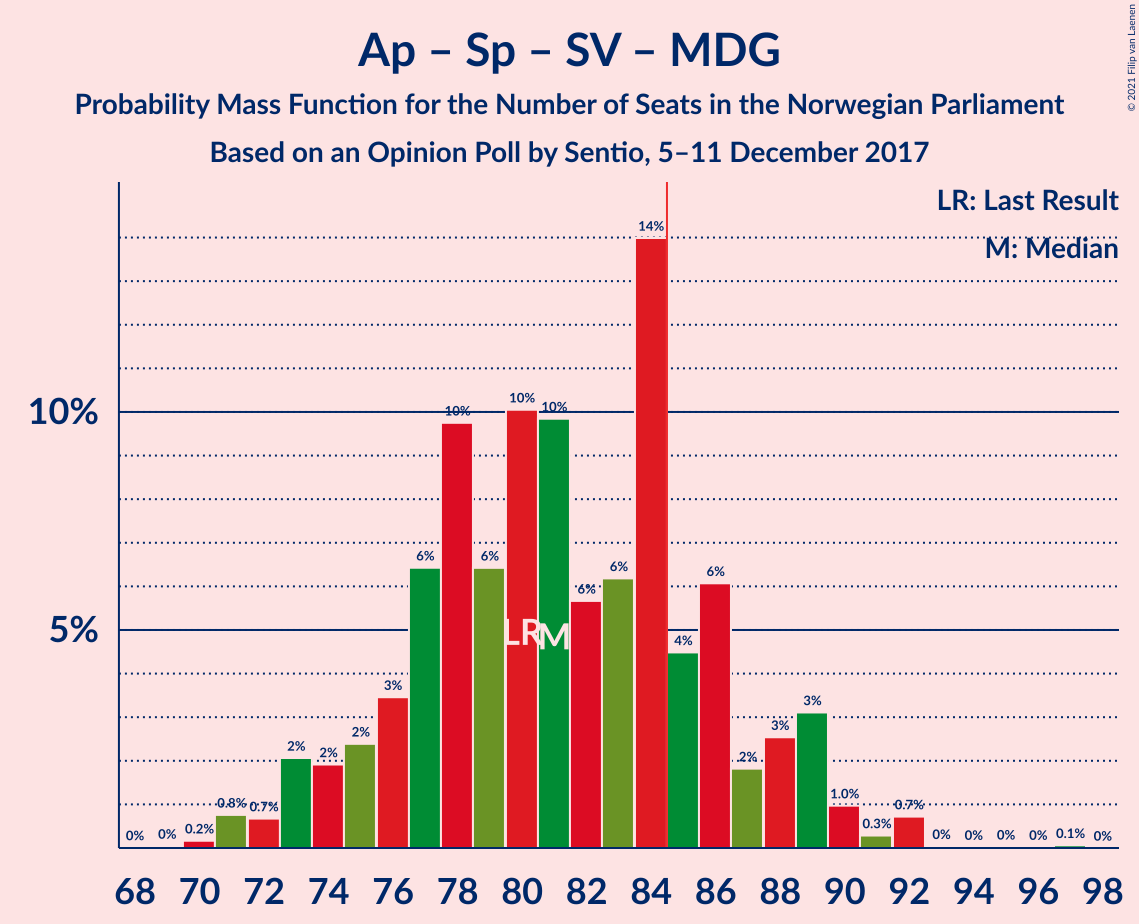 Ap – Sp – SV – MDG
Probability Mass Function for the Number of Seats in the Norwegian Parliament
Based on an Opinion Poll by Sentio, 5–11 December 2017
© 2021 Filip van Laenen
LR: Last Result
M: Median
10%
5%
0% 0% 0.2% 0.8% 0.7% 2% 2% 2% 3% 6% 10% 6% 10% 10% 6% 6% 14% 4% 6% 2% 3% 3% 1.0% 0.3% 0.7% 0% 0% 0% 0% 0.1% 0%
LR M
68 70 72 74 76 78 80 82 84 86 88 90 92 94 96 98